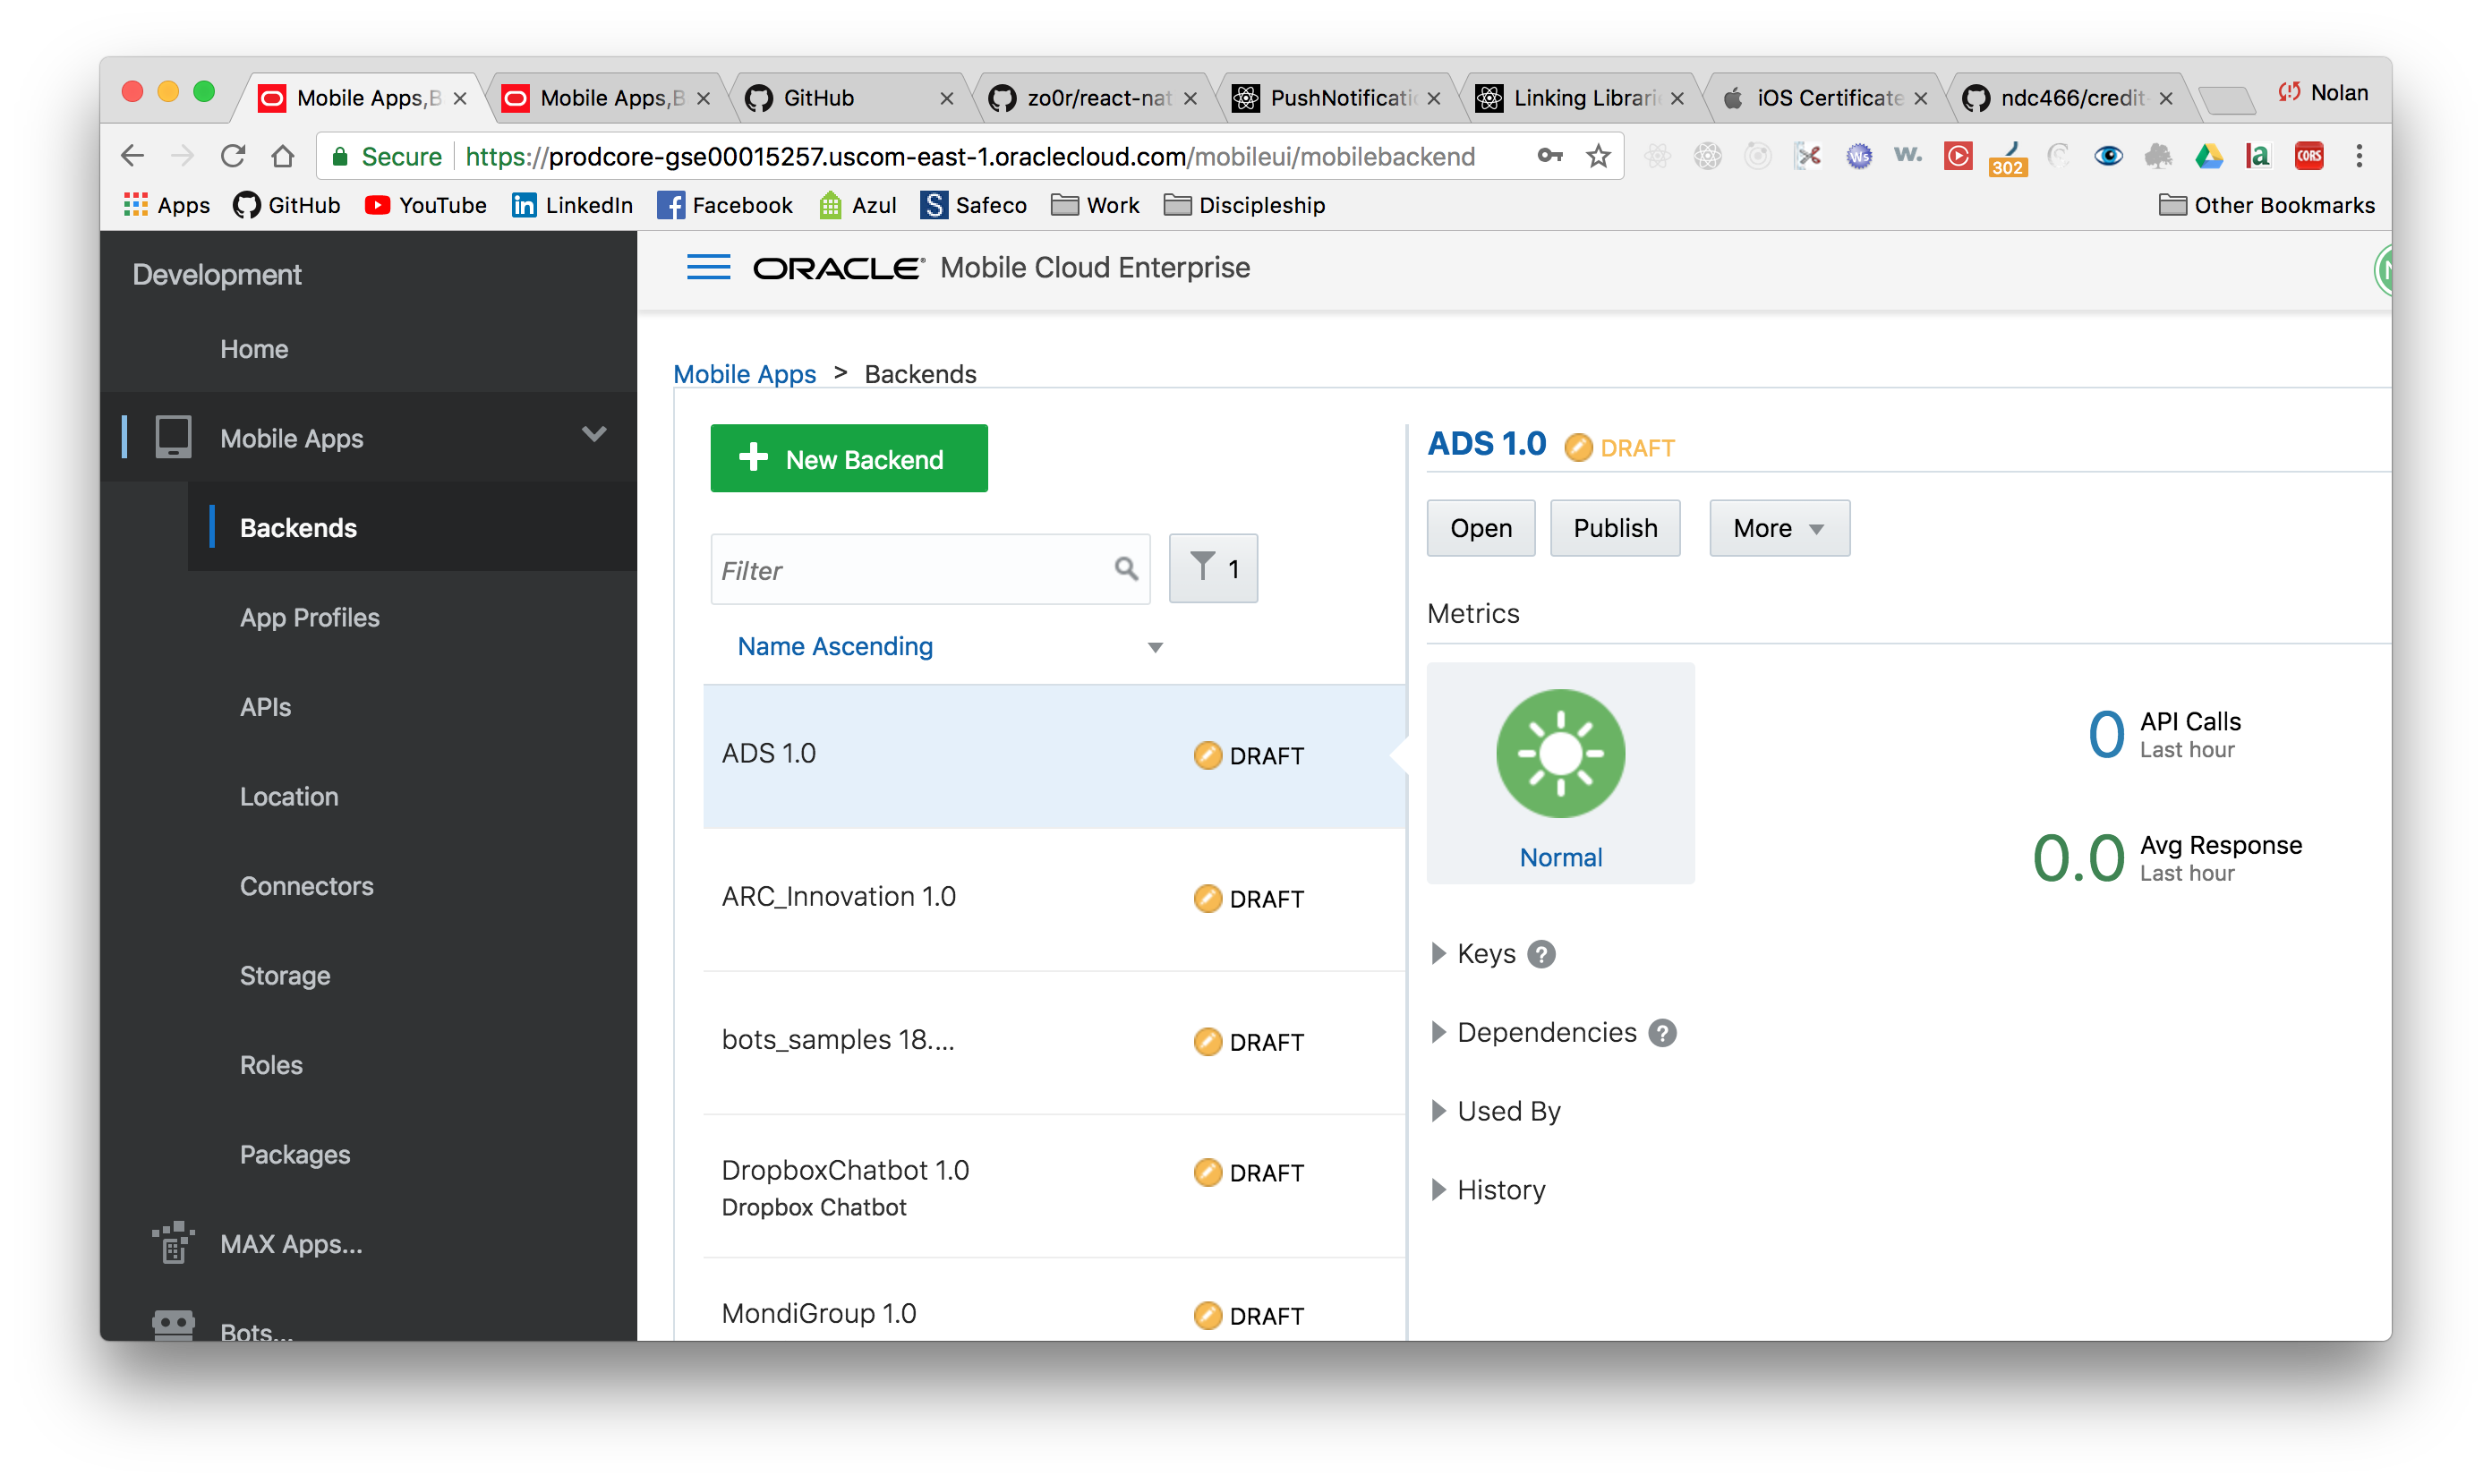 Mobile Apps,B
Mobile Apps,B
GitHub
zo0r/react-nat
PushNotificati
Linking Librari
iOS Certificate
ndc466/credit-
Nolan
Secure
https://prodcore-gse00015257.uscom-east-1.oraclecloud.com/mobileui/mobilebackend
Ws
w.
302
a
CORS
Apps
GitHub
YouTube
LinkedIn
Facebook
Azul
Safeco
Work
Discipleship
Other Bookmarks
Development
Home
Mobile Apps
Backends
App Profiles
APIs
Location
Connectors
Storage
Roles
Packages
MAX Apps...
Bots...
ORACLE® Mobile Cloud Enterprise
Mobile Apps > Backends
New Backend
Filter
1
Name Ascending
ADS 1.0 DRAFT
ARC_Innovation 1.0 DRAFT
bots_samples 18.... DRAFT
DropboxChatbot 1.0 DRAFT
Dropbox Chatbot
MondiGroup 1.0 DRAFT
ADS 1.0 DRAFT
Open
Publish
More
Metrics
Normal
0 API Calls
Last hour
0.0 Avg Response
Last hour
Keys ?
Dependencies ?
Used By
History